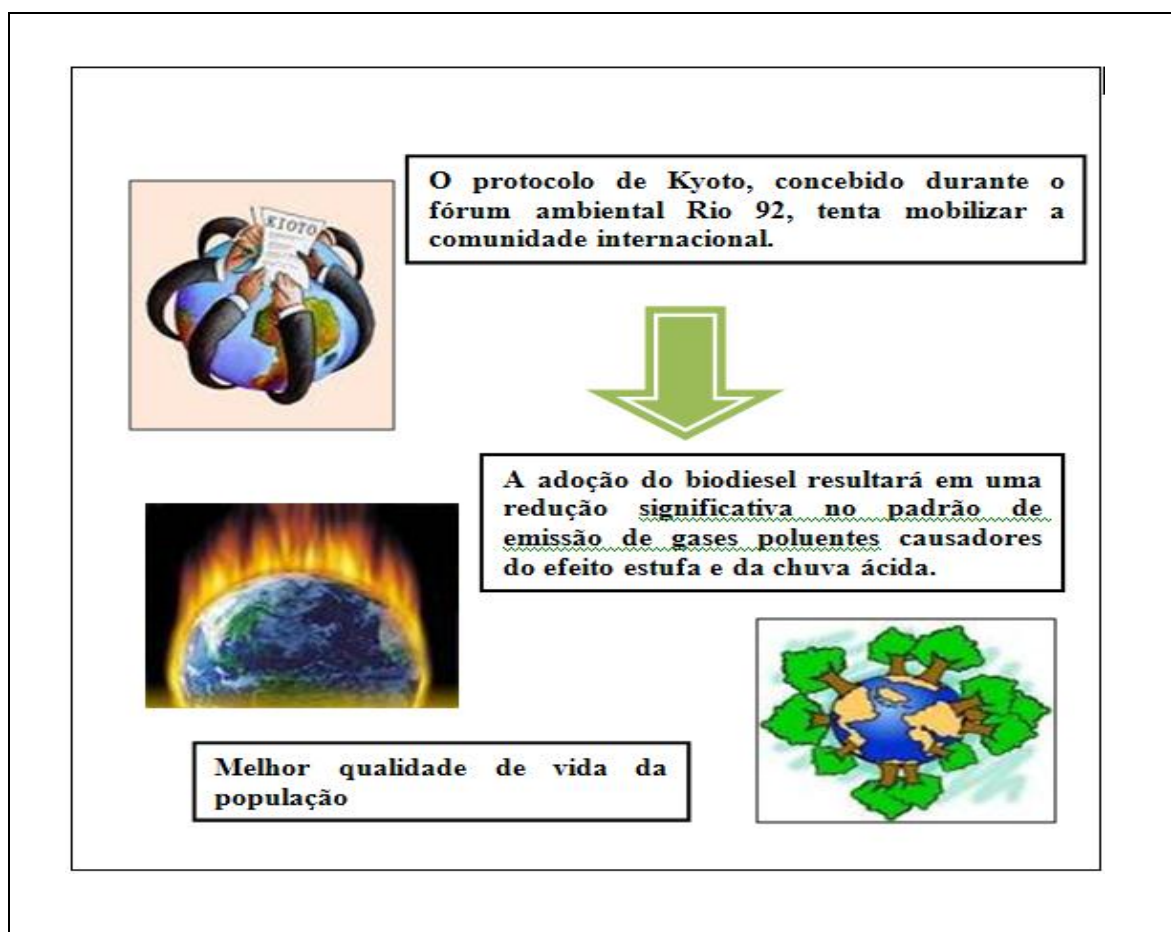 KIOTO
O protocolo de Kyoto, concebido durante o
fórum ambiental Rio 92, tenta mobilizar a
comunidade internacional.
A adoção do biodiesel resultará em uma
redução significativa no padrão de
emissão de gases poluentes causadores
do efeito estufa e da chuva ácida.
Melhor qualidade de vida da
população